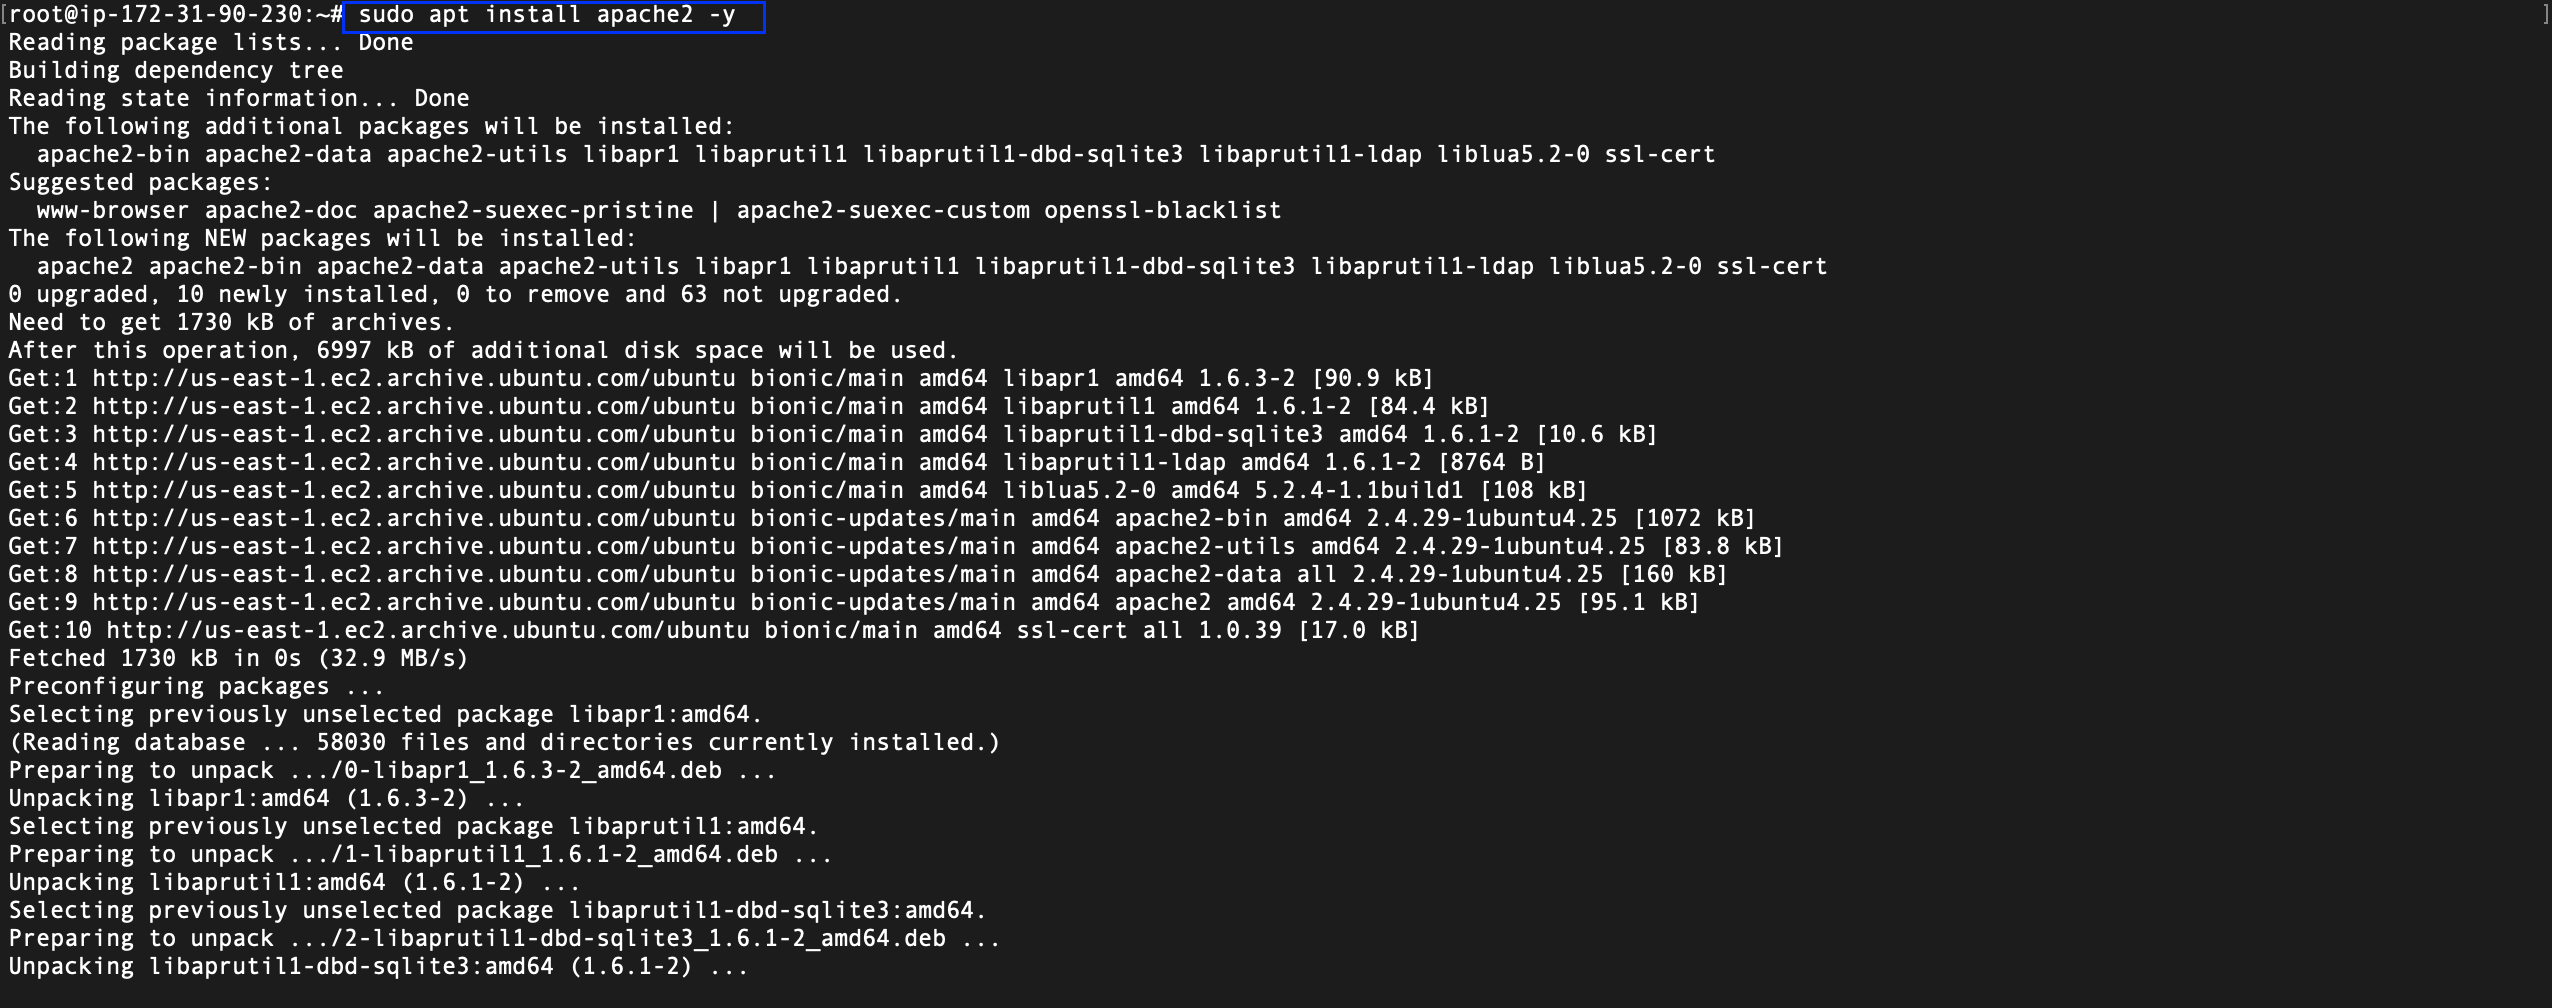 [root@ip-172-31-90-230:~# sudo apt install apache2 -y ]
Reading package lists... Done
Building dependency tree
Reading state information... Done
The following additional packages will be installed:
  apache2-bin apache2-data apache2-utils libapr1 libaprutil1 libaprutil1-dbd-sqlite3 libaprutil1-ldap liblua5.2-0 ssl-cert
Suggested packages:
  www-browser apache2-doc apache2-suexec-pristine | apache2-suexec-custom openssl-blacklist
The following NEW packages will be installed:
  apache2 apache2-bin apache2-data apache2-utils libapr1 libaprutil1 libaprutil1-dbd-sqlite3 libaprutil1-ldap liblua5.2-0 ssl-cert
0 upgraded, 10 newly installed, 0 to remove and 63 not upgraded.
Need to get 1730 kB of archives.
After this operation, 6997 kB of additional disk space will be used.
Get:1 http://us-east-1.ec2.archive.ubuntu.com/ubuntu bionic/main amd64 libapr1 amd64 1.6.3-2 [90.9 kB]
Get:2 http://us-east-1.ec2.archive.ubuntu.com/ubuntu bionic/main amd64 libaprutil1 amd64 1.6.1-2 [84.4 kB]
Get:3 http://us-east-1.ec2.archive.ubuntu.com/ubuntu bionic/main amd64 libaprutil1-dbd-sqlite3 amd64 1.6.1-2 [10.6 kB]
Get:4 http://us-east-1.ec2.archive.ubuntu.com/ubuntu bionic/main amd64 libaprutil1-ldap amd64 1.6.1-2 [8764 B]
Get:5 http://us-east-1.ec2.archive.ubuntu.com/ubuntu bionic/main amd64 liblua5.2-0 amd64 5.2.4-1.1build1 [108 kB]
Get:6 http://us-east-1.ec2.archive.ubuntu.com/ubuntu bionic-updates/main amd64 apache2-bin amd64 2.4.29-1ubuntu4.25 [1072 kB]
Get:7 http://us-east-1.ec2.archive.ubuntu.com/ubuntu bionic-updates/main amd64 apache2-utils amd64 2.4.29-1ubuntu4.25 [83.8 kB]
Get:8 http://us-east-1.ec2.archive.ubuntu.com/ubuntu bionic-updates/main amd64 apache2-data all 2.4.29-1ubuntu4.25 [160 kB]
Get:9 http://us-east-1.ec2.archive.ubuntu.com/ubuntu bionic-updates/main amd64 apache2 amd64 2.4.29-1ubuntu4.25 [95.1 kB]
Get:10 http://us-east-1.ec2.archive.ubuntu.com/ubuntu bionic/main amd64 ssl-cert all 1.0.39 [17.0 kB]
Fetched 1730 kB in 0s (32.9 MB/s)
Preconfiguring packages ...
Selecting previously unselected package libapr1:amd64.
(Reading database ... 58030 files and directories currently installed.)
Preparing to unpack .../0-libapr1_1.6.3-2_amd64.deb ...
Unpacking libapr1:amd64 (1.6.3-2) ...
Selecting previously unselected package libaprutil1:amd64.
Preparing to unpack .../1-libaprutil1_1.6.1-2_amd64.deb ...
Unpacking libaprutil1:amd64 (1.6.1-2) ...
Selecting previously unselected package libaprutil1-dbd-sqlite3:amd64.
Preparing to unpack .../2-libaprutil1-dbd-sqlite3_1.6.1-2_amd64.deb ...
Unpacking libaprutil1-dbd-sqlite3:amd64 (1.6.1-2) ...